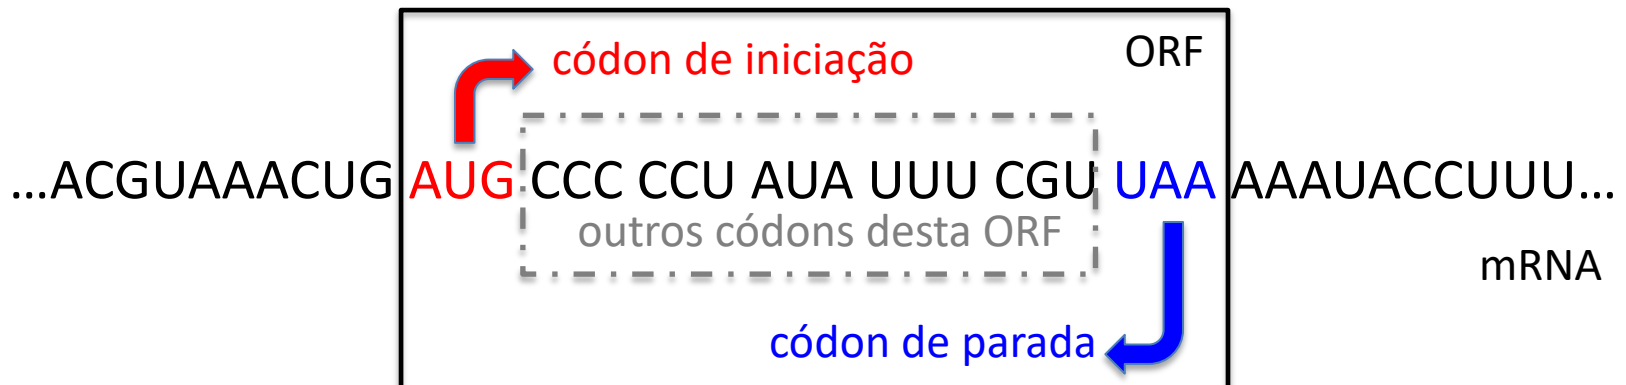 códon de iniciação
ORF
...ACGUAAACUG AUG CCC CCU AUA UUU CGU UAA AAAUACCUUU...
outros códons desta ORF
mRNA
códon de parada